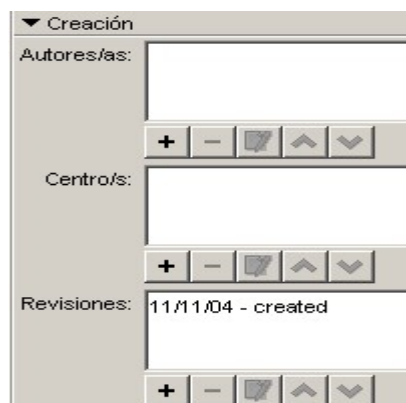 Creación
Autores/as:
Centro/s:
Revisiones:
11/11/04 - created